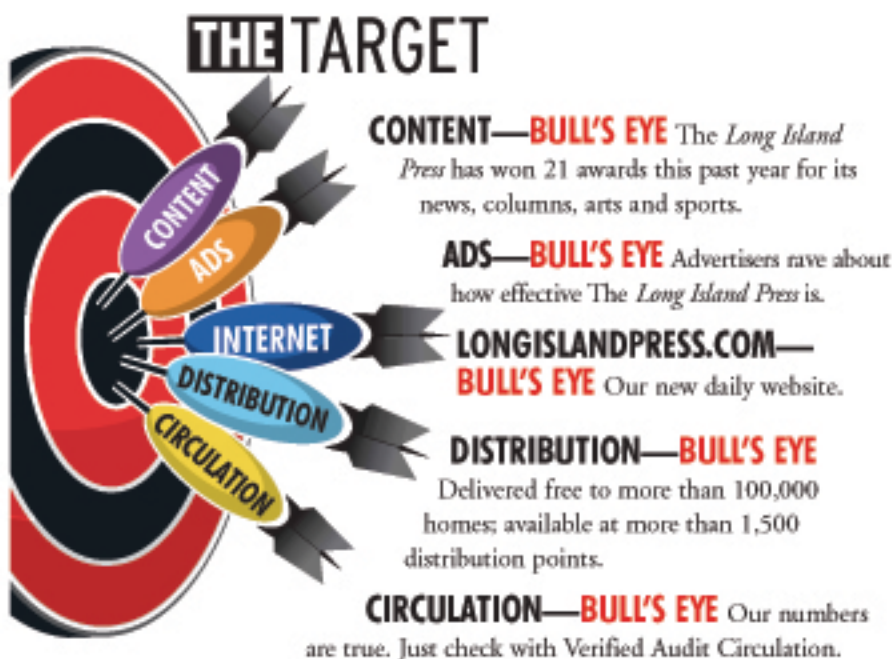 THE TARGET
CONTENT—BULL'S EYE The Long Island
Press has won 21 awards this past year for its
news, columns, arts and sports.
ADS—BULL'S EYE Advertisers rave about
how effective The Long Island Press is.
LONGISLANDPRESS.COM—
BULL'S EYE Our new daily website.
DISTRIBUTION—BULL'S EYE
Delivered free to more than 100,000
homes; available at more than 1,500
distribution points.
CIRCULATION—BULL'S EYE Our numbers
are true. Just check with Verified Audit Circulation.
CONTENT
ADS
INTERNET
DISTRIBUTION
CIRCULATION